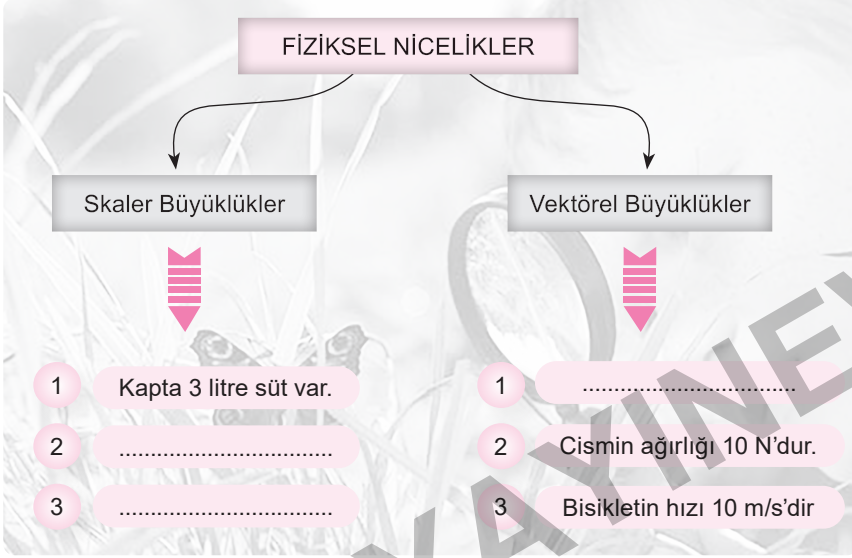 FİZİKSEL NİCELİKLER
Skaler Büyüklükler
Vektörel Büyüklükler
1 Kapta 3 litre süt var.
2 .................................
3 .................................
1 .................................
2 Cismin ağırlığı 10 N’dur.
3 Bisikletin hızı 10 m/s’dir